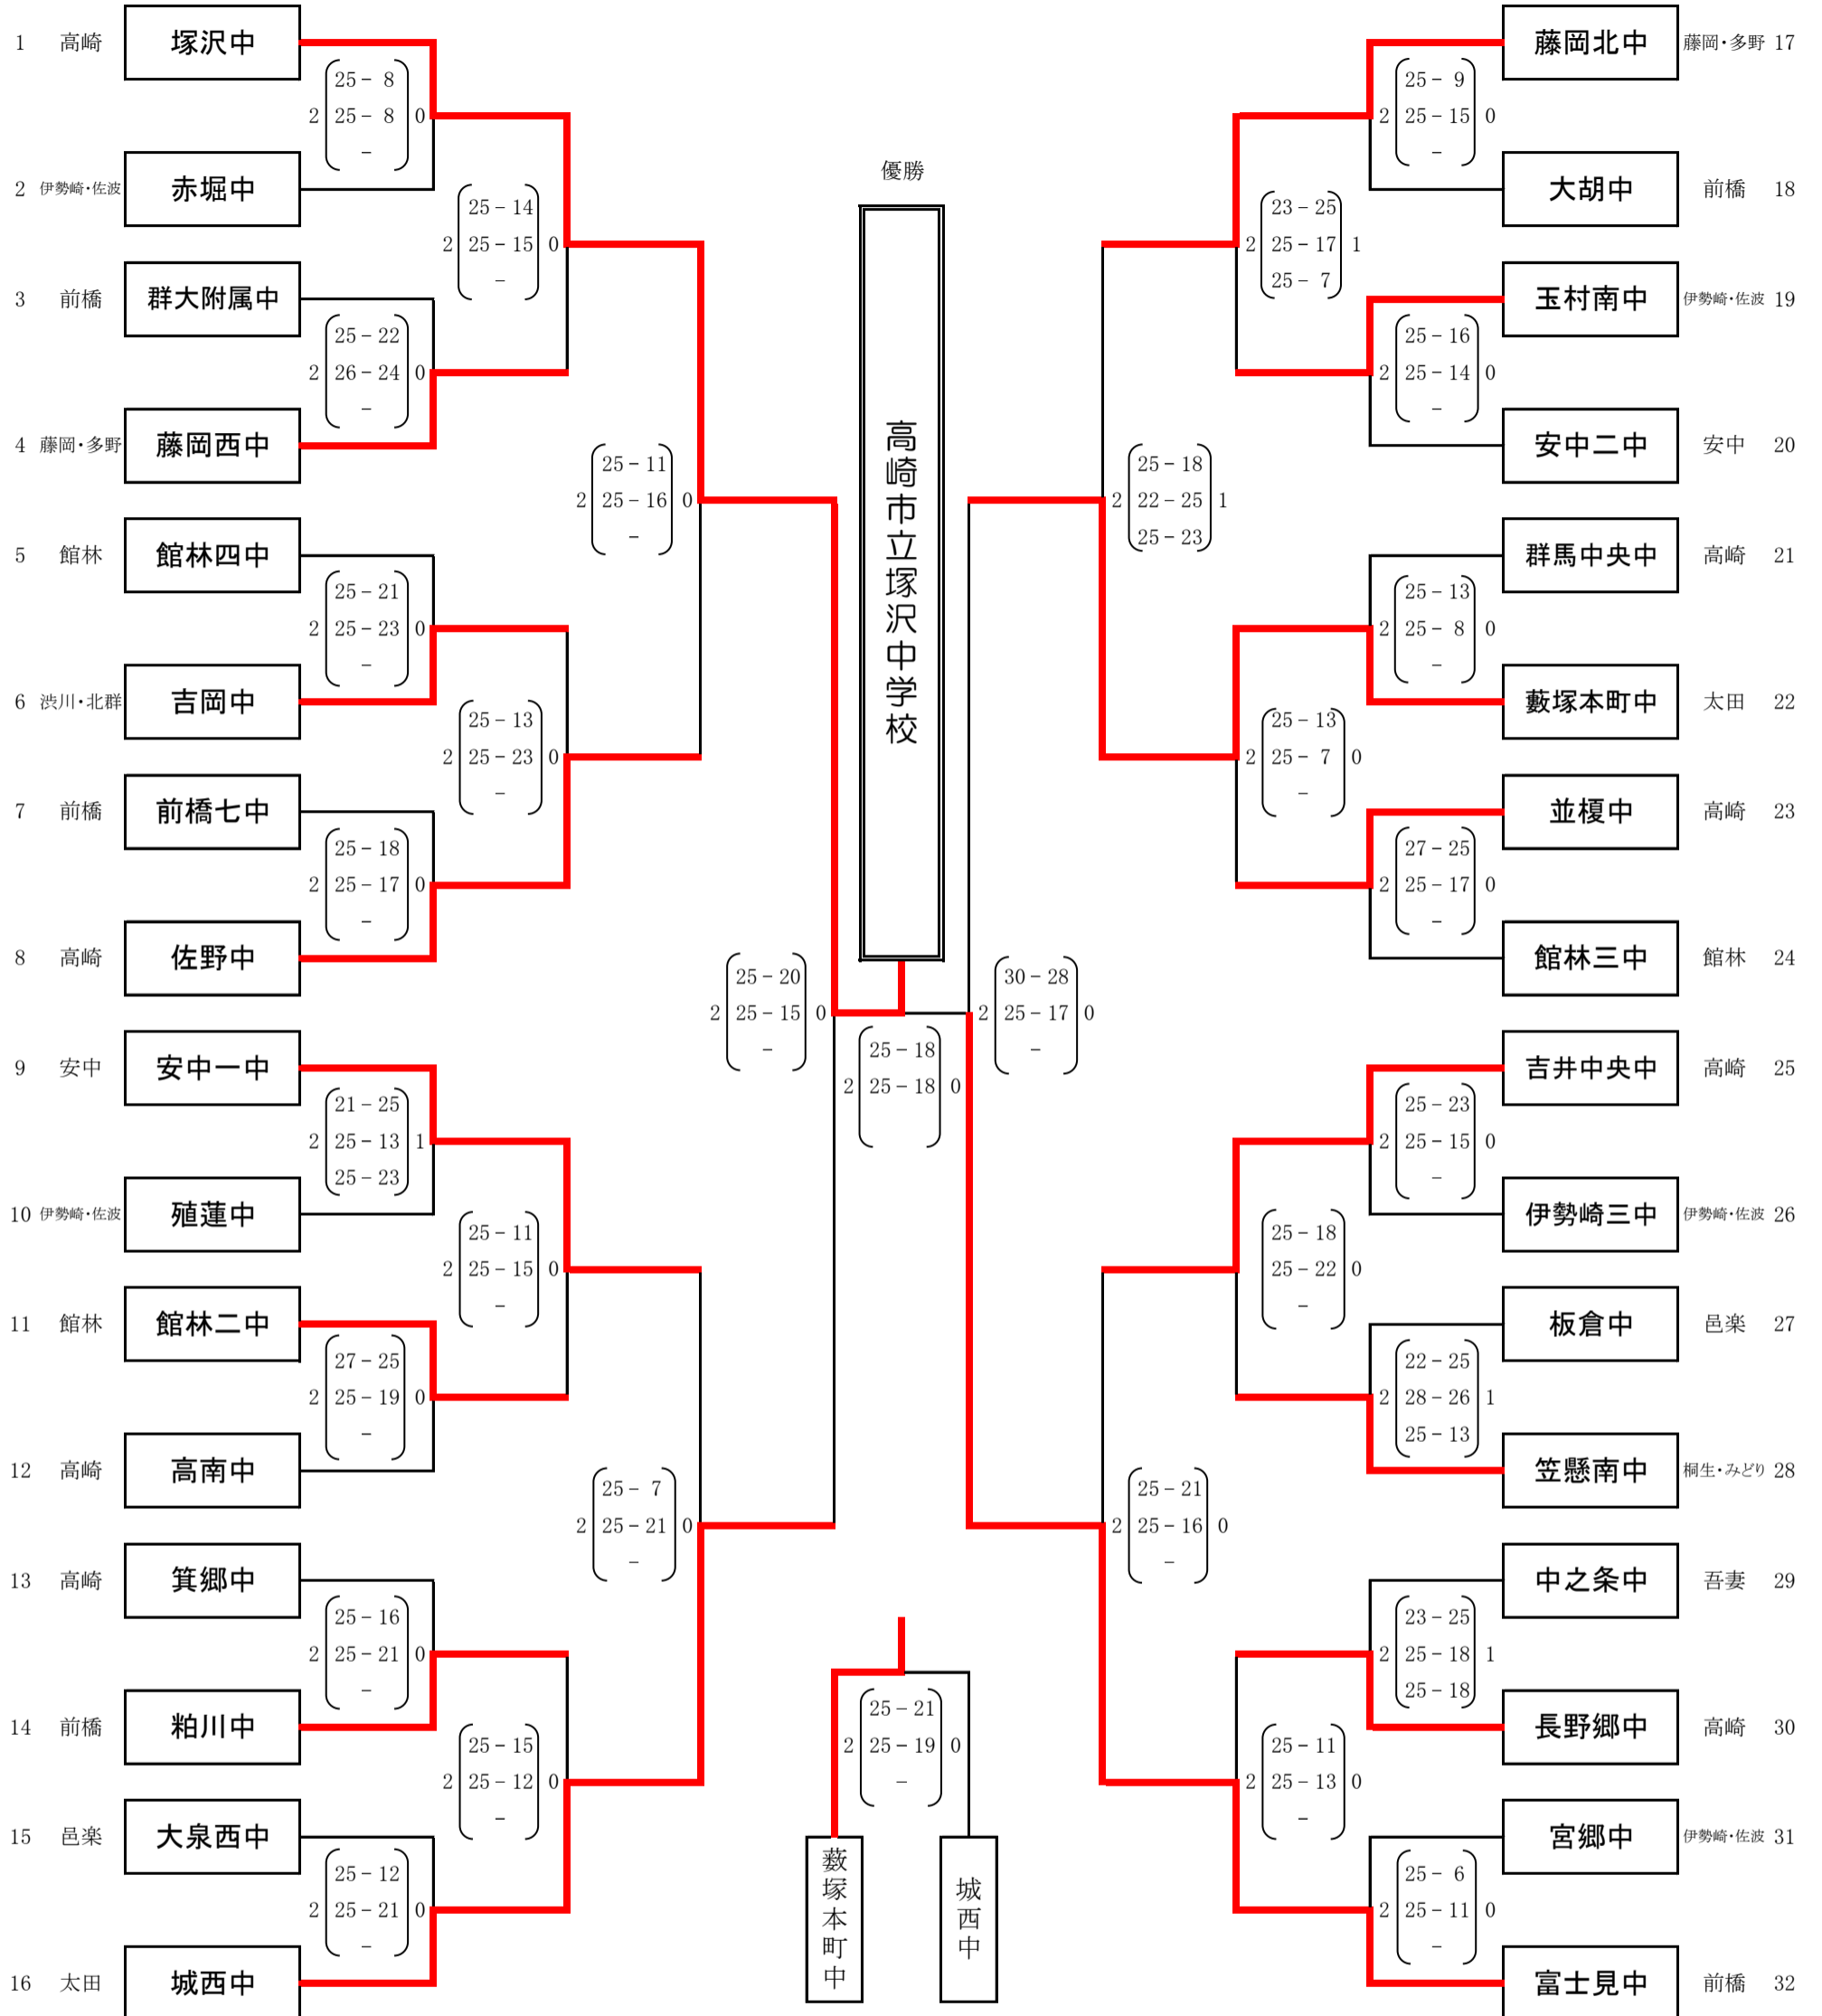 1 高崎 塚沢中
25 - 8
2 25 - 8 0
-
2 伊勢崎・佐波 赤堀中
25 - 14
2 25 - 15 0
-
3 前橋 群大附属中
25 - 22
2 26 - 24 0
-
4 藤岡・多野 藤岡西中
25 - 11
2 25 - 16 0
-
5 館林 館林四中
25 - 21
2 25 - 23 0
-
6 渋川・北群 吉岡中
25 - 13
2 25 - 23 0
-
7 前橋 前橋七中
25 - 18
2 25 - 17 0
-
8 高崎 佐野中
25 - 20
2 25 - 15 0
-
9 安中 安中一中
21 - 25
2 25 - 13 1
25 - 23
10 伊勢崎・佐波 殖蓮中
25 - 11
2 25 - 15 0
-
11 館林 館林二中
27 - 25
2 25 - 19 0
-
12 高崎 高南中
25 - 7
2 25 - 21 0
-
13 高崎 箕郷中
25 - 16
2 25 - 21 0
-
14 前橋 粕川中
25 - 15
2 25 - 12 0
-
15 邑楽 大泉西中
25 - 12
2 25 - 21 0
-
16 太田 城西中
優勝
高崎市立塚沢中学校
25 - 18
2 25 - 18 0
25 - 21
2 25 - 19 0
-
藪塚本町中
城西中
藤岡北中 藤岡・多野 17
25 - 9
2 25 - 15 0
-
大胡中 前橋 18
23 - 25
2 25 - 17 1
25 - 7
玉村南中 伊勢崎・佐波 19
25 - 16
2 25 - 14 0
-
安中二中 安中 20
25 - 18
2 22 - 25 1
25 - 23
群馬中央中 高崎 21
25 - 13
2 25 - 8 0
-
藪塚本町中 太田 22
25 - 13
2 25 - 7 0
-
並榎中 高崎 23
27 - 25
2 25 - 17 0
-
館林三中 館林 24
30 - 28
2 25 - 17 0
-
吉井中央中 高崎 25
25 - 23
2 25 - 15 0
-
伊勢崎三中 伊勢崎・佐波 26
25 - 18
25 - 22 0
-
板倉中 邑楽 27
22 - 25
2 28 - 26 1
25 - 13
笠懸南中 桐生・みどり 28
25 - 21
2 25 - 16 0
-
中之条中 吾妻 29
23 - 25
2 25 - 18 1
25 - 18
長野郷中 高崎 30
25 - 11
2 25 - 13 0
-
宮郷中 伊勢崎・佐波 31
25 - 6
2 25 - 11 0
-
富士見中 前橋 32